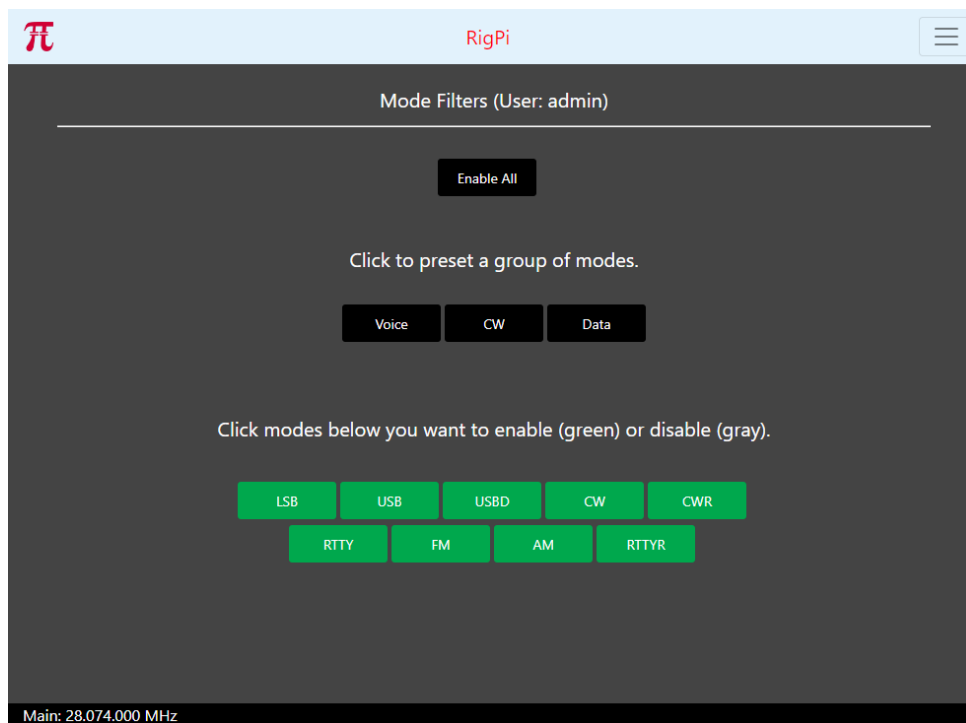 RigPi
Mode Filters (User: admin)
Enable All
Click to preset a group of modes.
Voice CW Data
Click modes below you want to enable (green) or disable (gray).
LSB USB USBD CW CWR
RTTY FM AM RTTYR
Main: 28.074.000 MHz